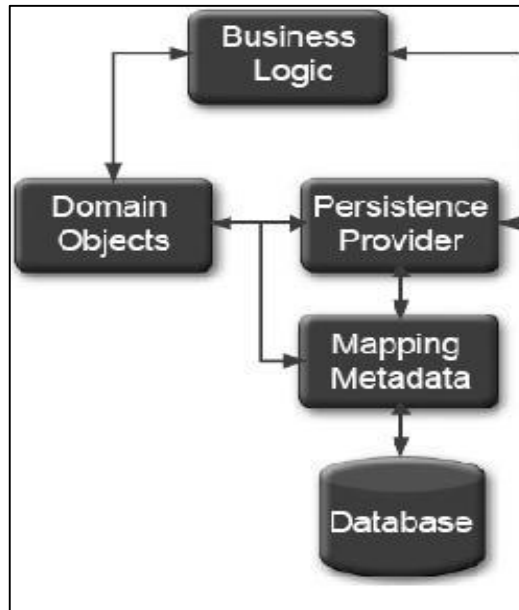 Business
Logic
Domain
Objects
Persistence
Provider
Mapping
Metadata
Database